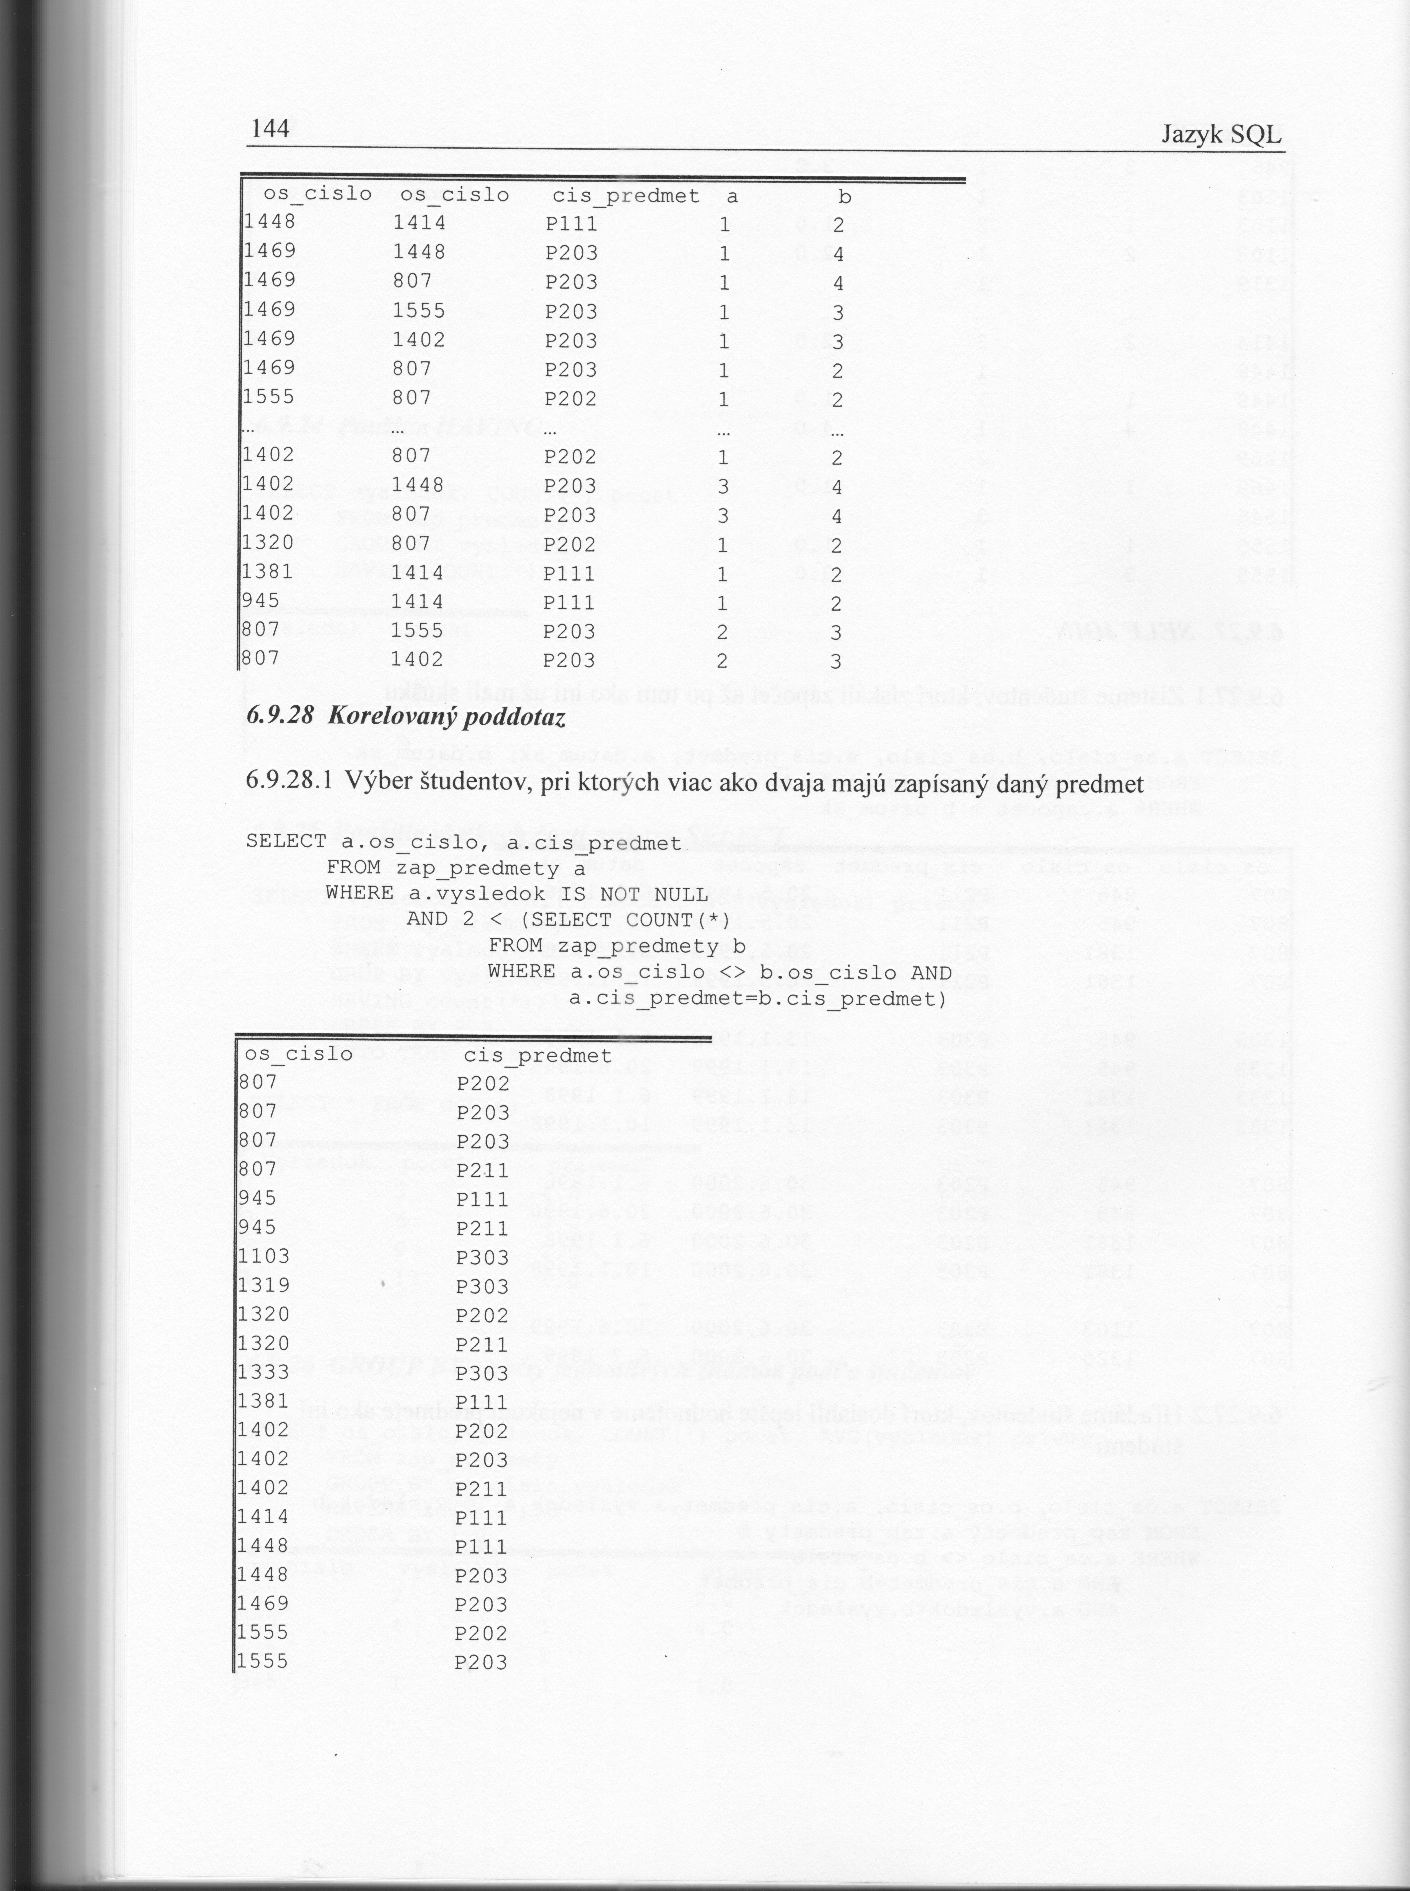 144 Jazyk SQL
os_cislo os_cislo cis_predmet a b
1448 1414 P111 1 2
1469 1448 P203 1 4
1469 807 P203 1 4
1469 1555 P203 1 3
1469 1402 P203 1 3
1469 807 P203 1 2
1555 807 P202 1 2
... ... ... ... ...
1402 807 P202 1 2
1402 1448 P203 3 4
1402 807 P203 3 4
1320 807 P202 1 2
1381 1414 P111 1 2
945 1414 P111 1 2
807 1555 P203 2 3
807 1402 P203 2 3
6.9.28 Korelovaný poddotaz
6.9.28.1 Výber študentov, pri ktorých viac ako dvaja majú zapísaný daný predmet
SELECT a.os_cislo, a.cis_predmet
FROM zap_predmety a
WHERE a.vysledok IS NOT NULL
AND 2 < (SELECT COUNT(*)
FROM zap_predmety b
WHERE a.os_cislo <> b.os_cislo AND
a.cis_predmet=b.cis_predmet)
os_cislo cis_predmet
807 P202
807 P203
807 P203
807 P211
945 P111
945 P211
1103 P303
1319 P303
1320 P202
1320 P211
1333 P303
1381 P111
1402 P202
1402 P203
1402 P211
1414 P111
1448 P111
1448 P203
1469 P203
1555 P202
1555 P203